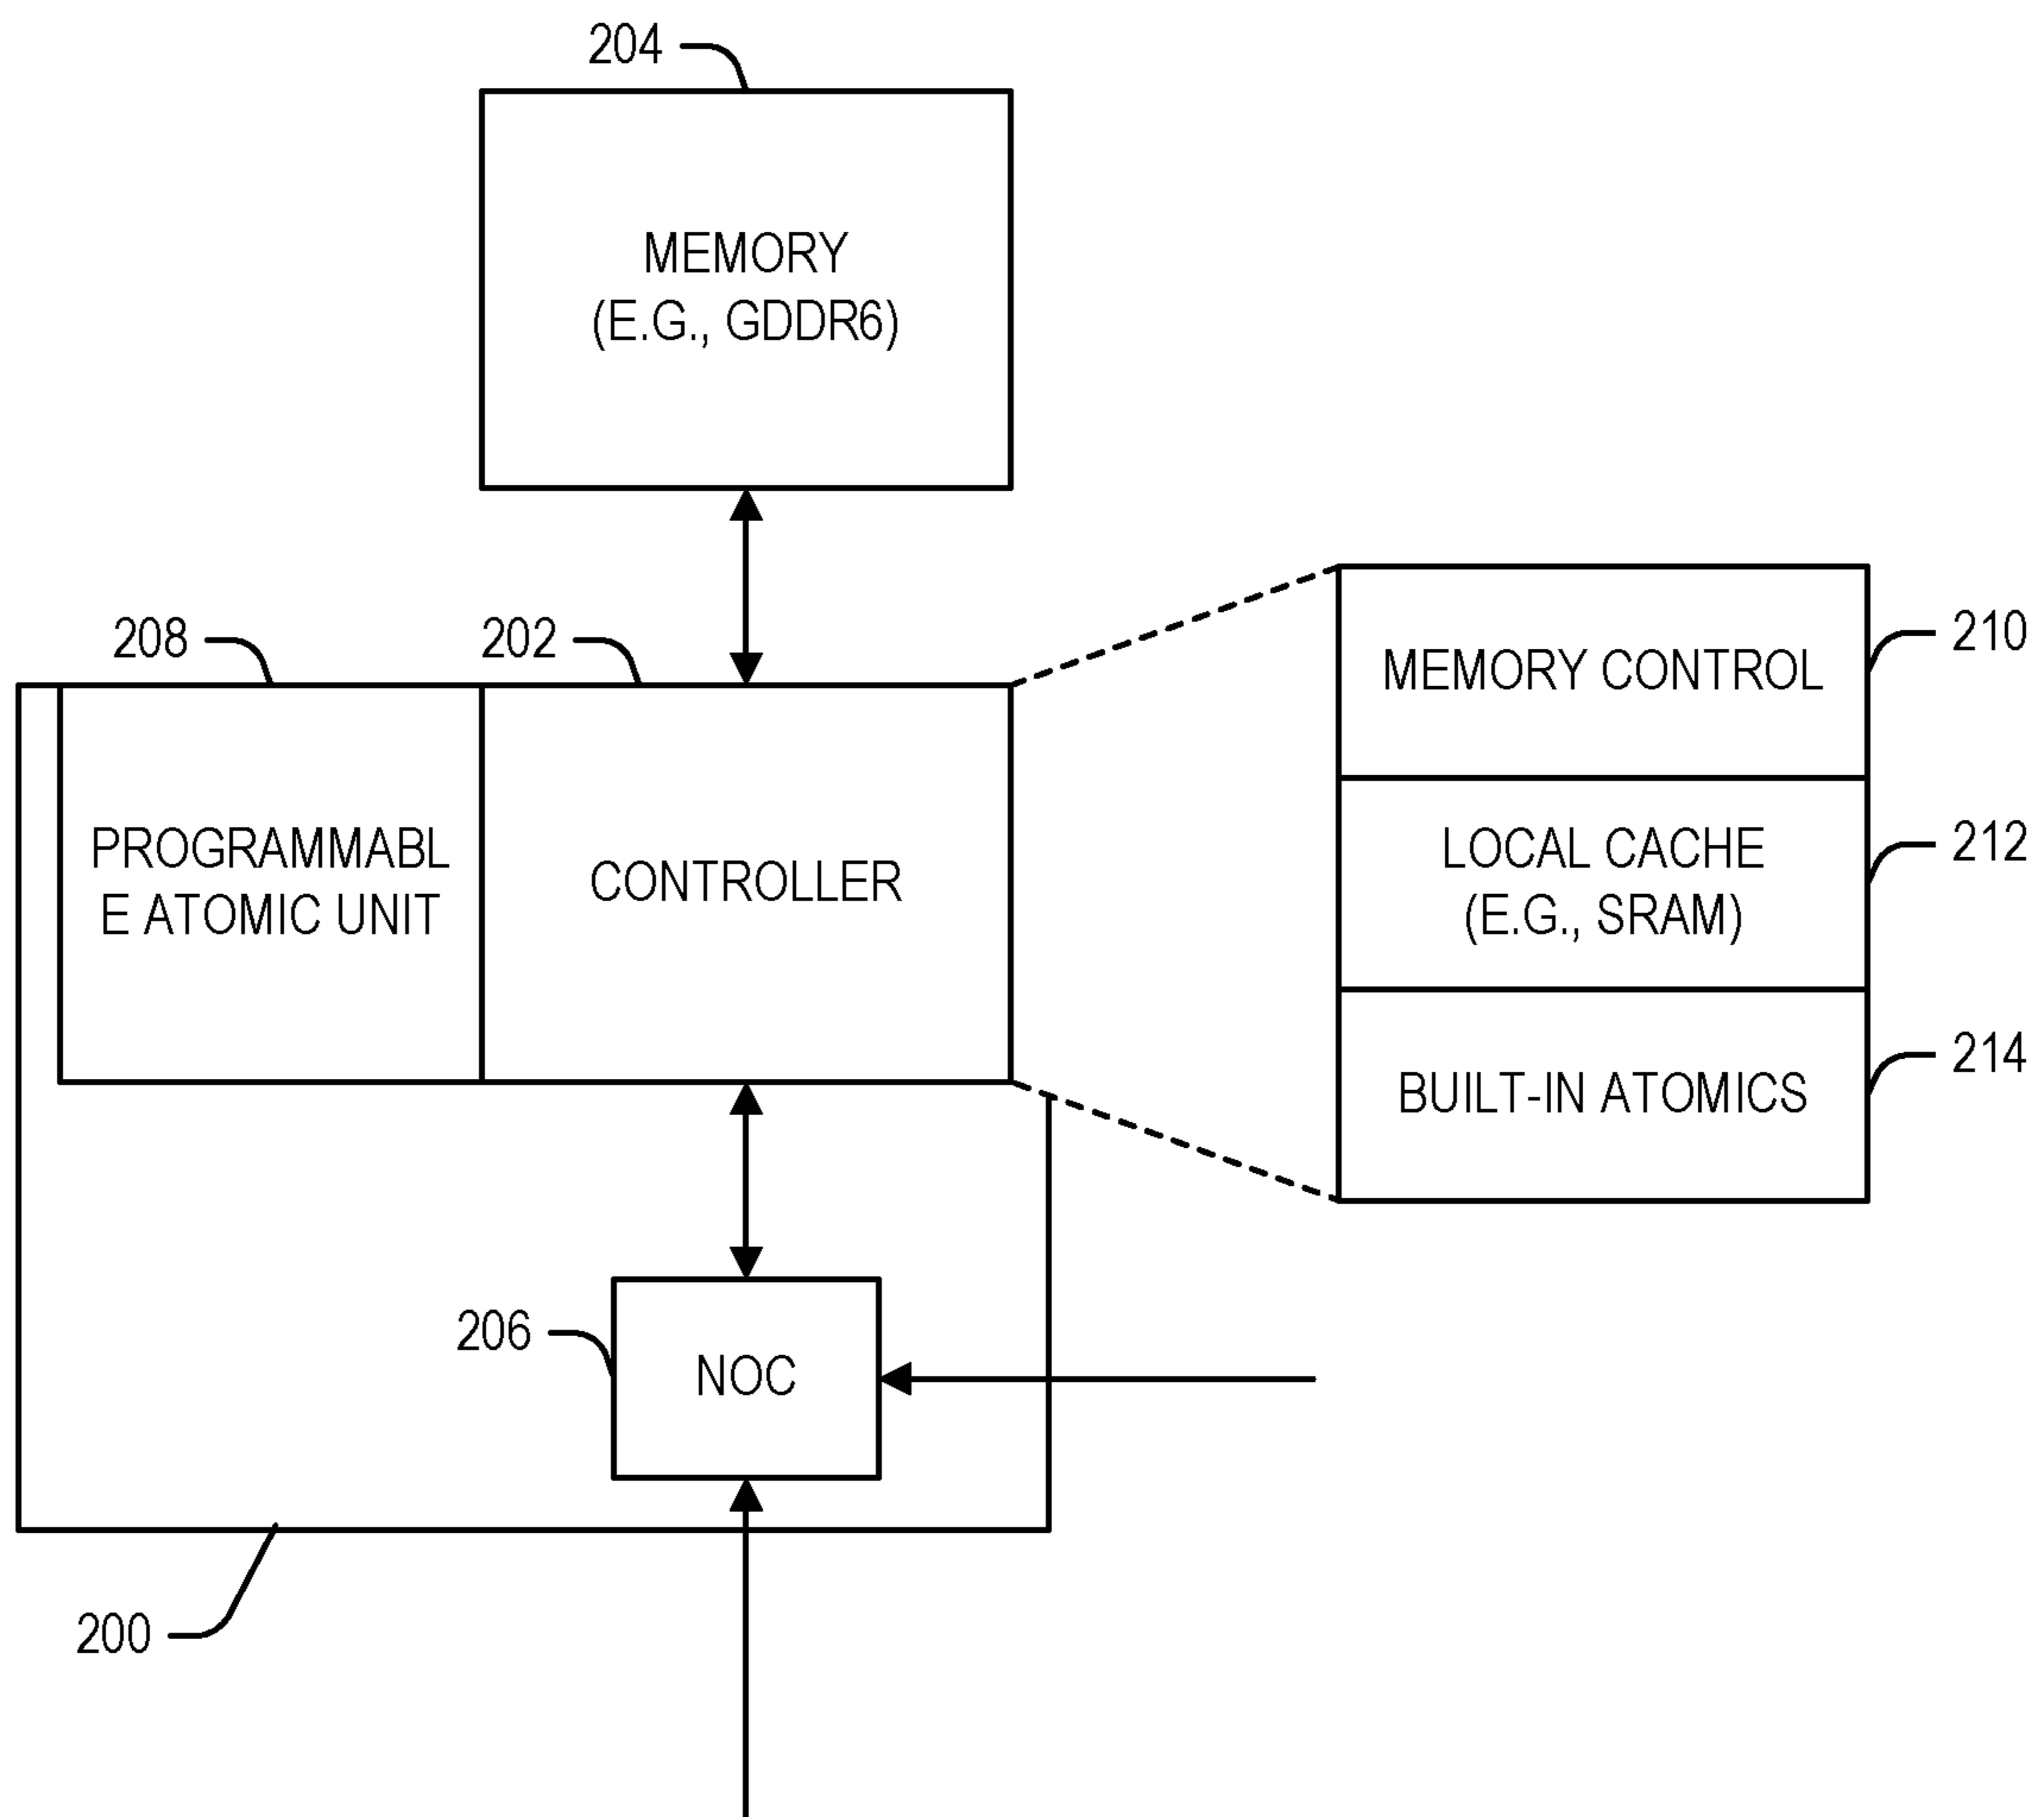 204
MEMORY
(E.G., GDDR6)
208
202
210
MEMORY CONTROL
PROGRAMMABL
E ATOMIC UNIT
CONTROLLER
LOCAL CACHE
(E.G., SRAM)
212
BUILT-IN ATOMICS
214
206
NOC
200